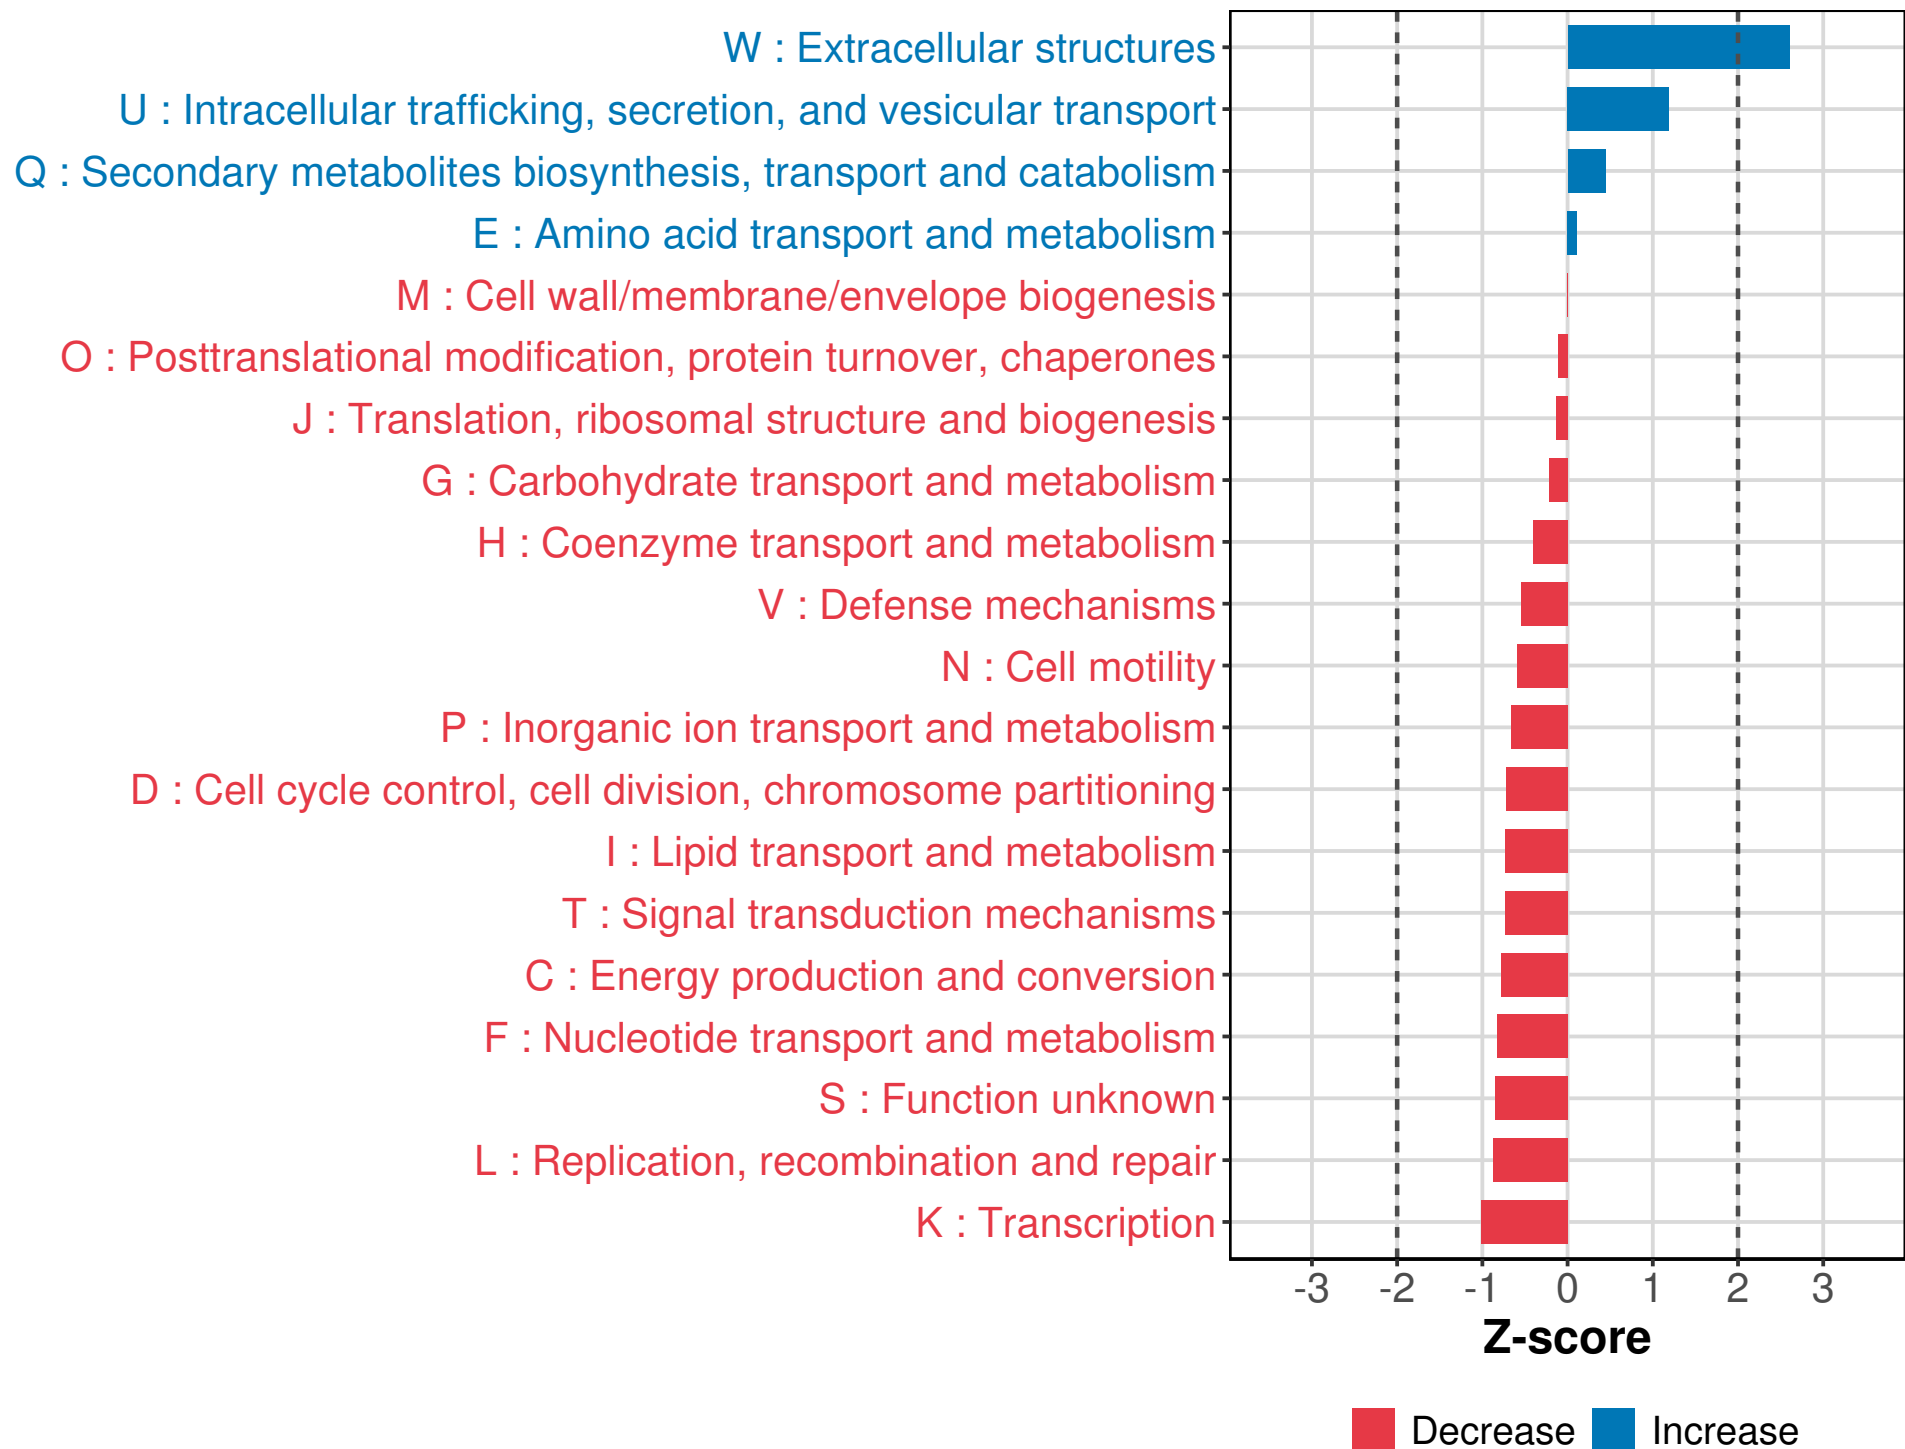 W : Extracellular structures
U : Intracellular trafficking, secretion, and vesicular transport
Q : Secondary metabolites biosynthesis, transport and catabolism
E : Amino acid transport and metabolism
M : Cell wall/membrane/envelope biogenesis
O : Posttranslational modification, protein turnover, chaperones
J : Translation, ribosomal structure and biogenesis
G : Carbohydrate transport and metabolism
H : Coenzyme transport and metabolism
V : Defense mechanisms
N : Cell motility
P : Inorganic ion transport and metabolism
D : Cell cycle control, cell division, chromosome partitioning
I : Lipid transport and metabolism
T : Signal transduction mechanisms
C : Energy production and conversion
F : Nucleotide transport and metabolism
S : Function unknown
L : Replication, recombination and repair
K : Transcription
-3 -2 -1 0 1 2 3
Z-score
Decrease Increase